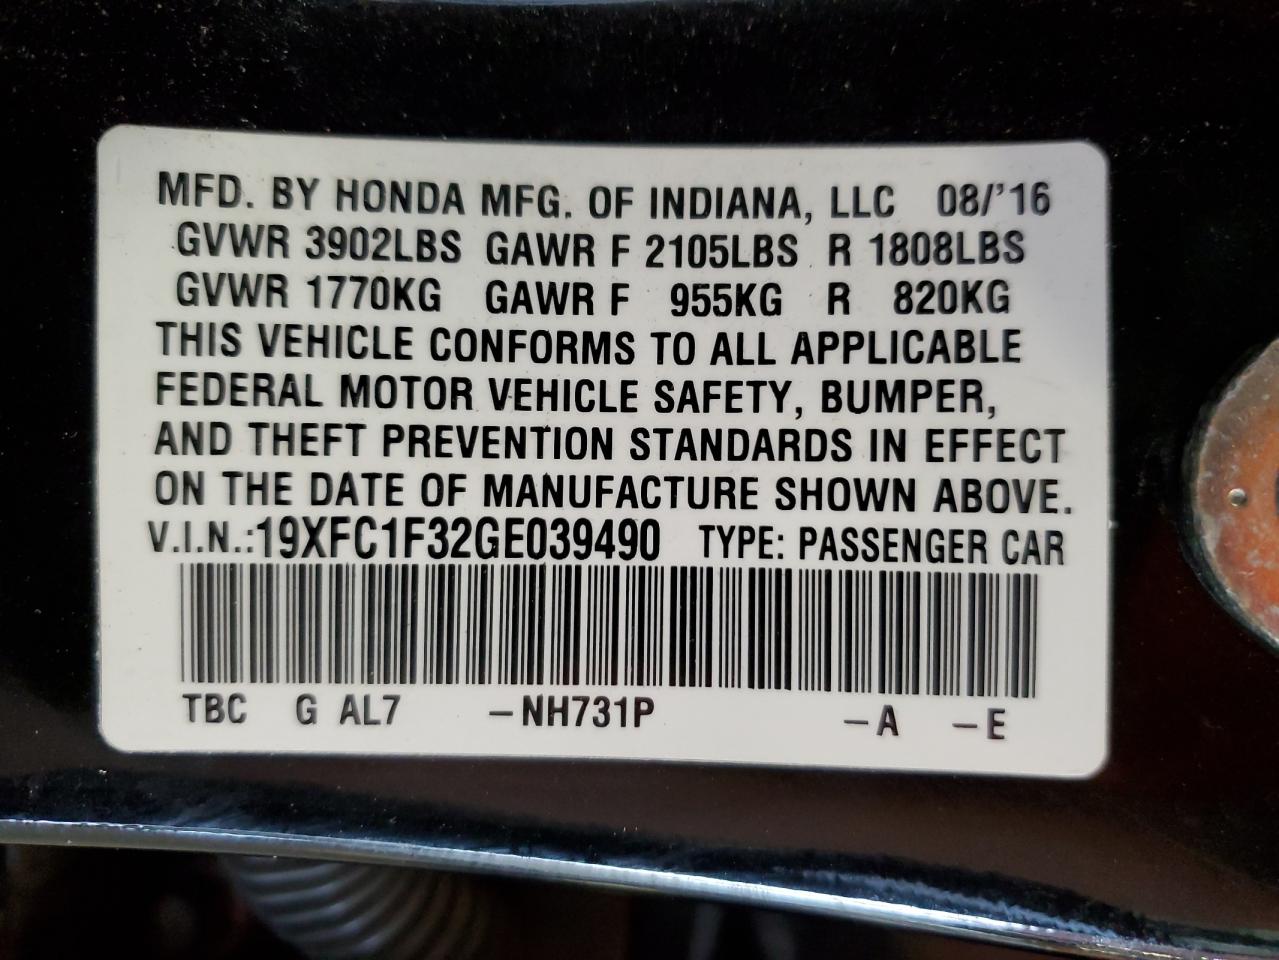 MFD. BY HONDA MFG. OF INDIANA, LLC 08/'16
GVWR 3902LBS GAWR F 2105LBS R 1808LBS
GVWR 1770KG GAWR F 955KG R 820KG
THIS VEHICLE CONFORMS TO ALL APPLICABLE
FEDERAL MOTOR VEHICLE SAFETY, BUMPER,
AND THEFT PREVENTION STANDARDS IN EFFECT
ON THE DATE OF MANUFACTURE SHOWN ABOVE.
V.I.N.:19XFC1F32GE039490 TYPE: PASSENGER CAR
TBC G AL7 –NH731P –A –E